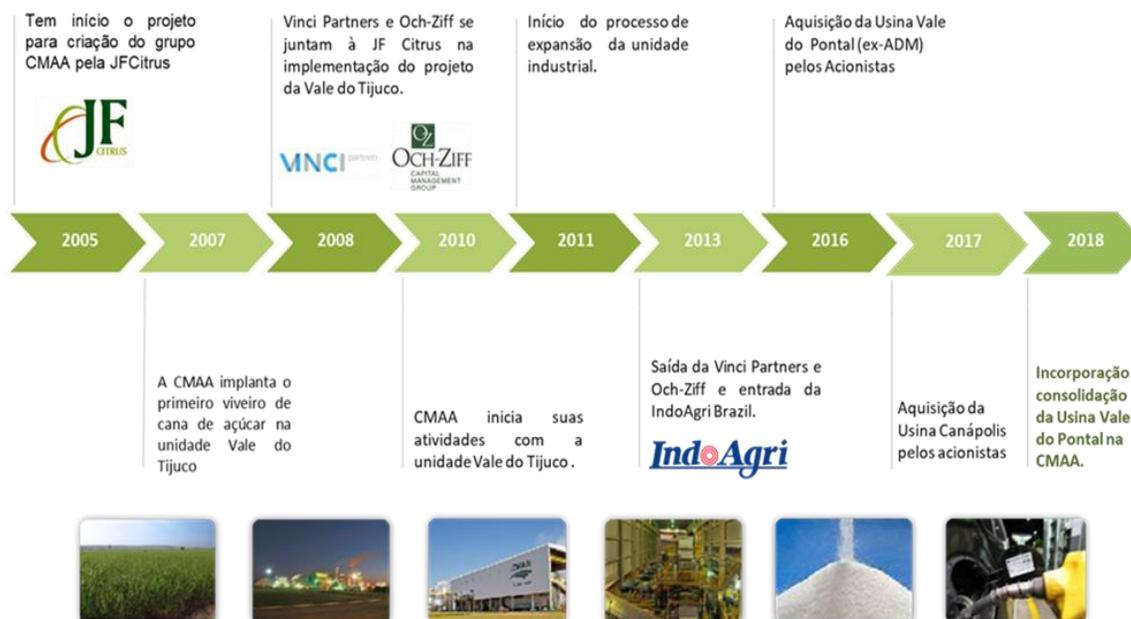 Tem início o projeto
para criação do grupo
CMAA pela JFCitrus
JF
CITRUS
Vinci Partners e Och-Ziff se
juntam à JF Citrus na
implementação do projeto
da Vale do Tijuco.
VINCI partners
OZ
OCH-ZIFF
CAPITAL
MANAGEMENT
GROUP
Início do processo de
expansão da unidade
industrial.
Aquisição da Usina Vale
do Pontal (ex-ADM)
pelos Acionistas
2005
2007
2008
2010
2011
2013
2016
2017
2018
A CMAA implanta o
primeiro viveiro de
cana de açúcar na
unidade Vale do
Tijuco
CMAA inicia suas
atividades com a
unidade Vale do Tijuco .
Saída da Vinci Partners e
Och-Ziff e entrada da
IndoAgri Brazil.
IndoAgri
Aquisição da
Usina Canápolis
pelos acionistas
Incorporação
consolidação
da Usina Vale
do Pontal na
CMAA.
CMAA